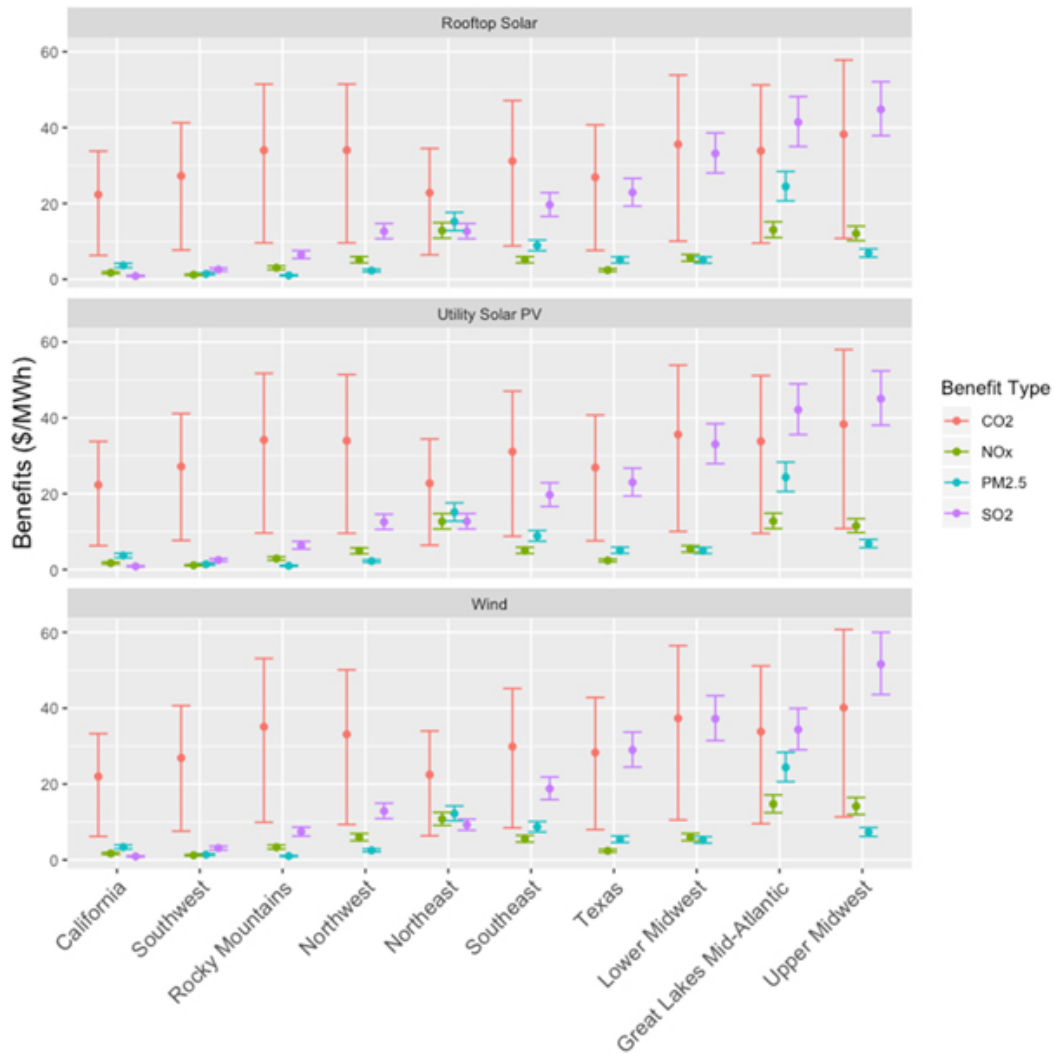 Rooftop Solar
60
40
20
0
Utility Solar PV
60
40
20
0
Wind
60
40
20
0
Benefits ($/MWh)
Benefit Type
CO2
NOx
PM2.5
SO2
California
Southwest
Rocky Mountains
Northwest
Northeast
Southeast
Texas
Lower Midwest
Great Lakes Mid-Atlantic
Upper Midwest